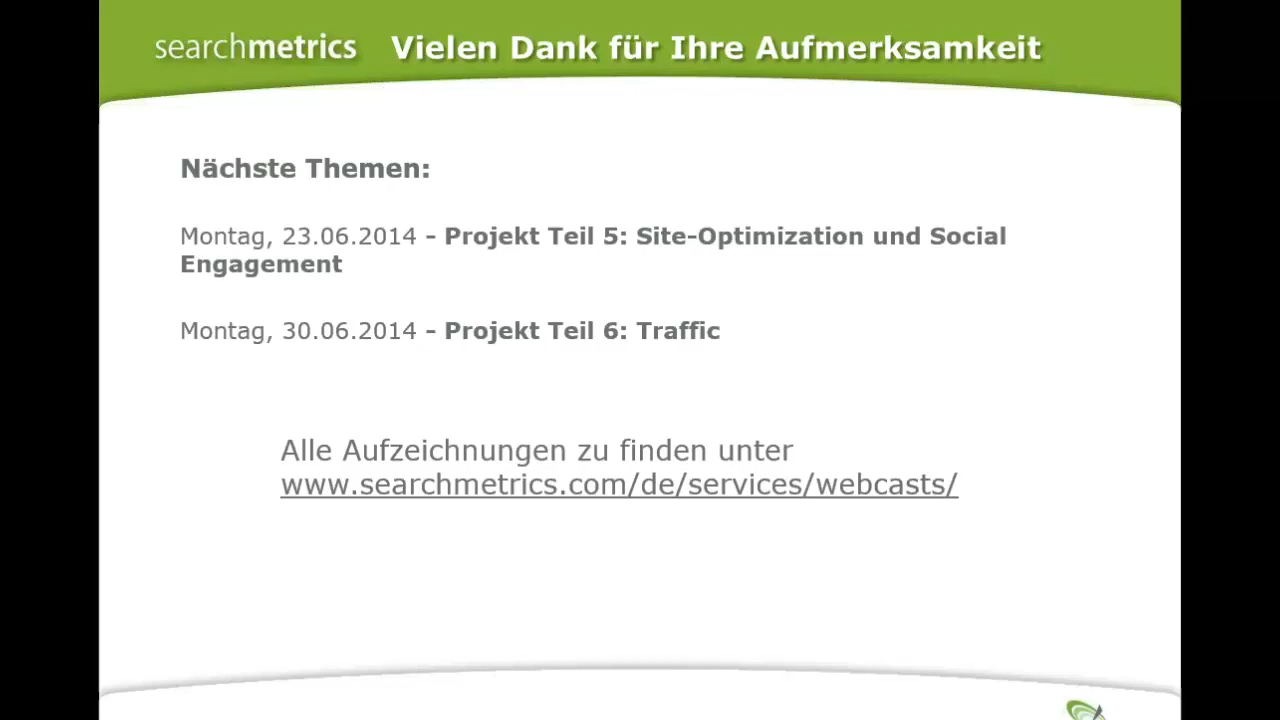 searchmetrics Vielen Dank für Ihre Aufmerksamkeit
Nächste Themen:
Montag, 23.06.2014 - Projekt Teil 5: Site-Optimization und Social
Engagement
Montag, 30.06.2014 - Projekt Teil 6: Traffic
Alle Aufzeichnungen zu finden unter
www.searchmetrics.com/de/services/webcasts/